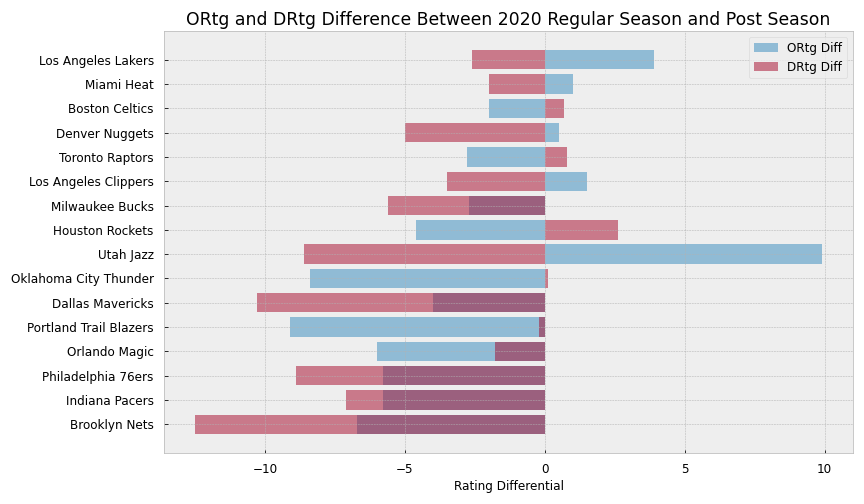 ORtg and DRtg Difference Between 2020 Regular Season and Post Season
ORtg Diff
DRtg Diff
Los Angeles Lakers
Miami Heat
Boston Celtics
Denver Nuggets
Toronto Raptors
Los Angeles Clippers
Milwaukee Bucks
Houston Rockets
Utah Jazz
Oklahoma City Thunder
Dallas Mavericks
Portland Trail Blazers
Orlando Magic
Philadelphia 76ers
Indiana Pacers
Brooklyn Nets
−10 −5 0 5 10
Rating Differential